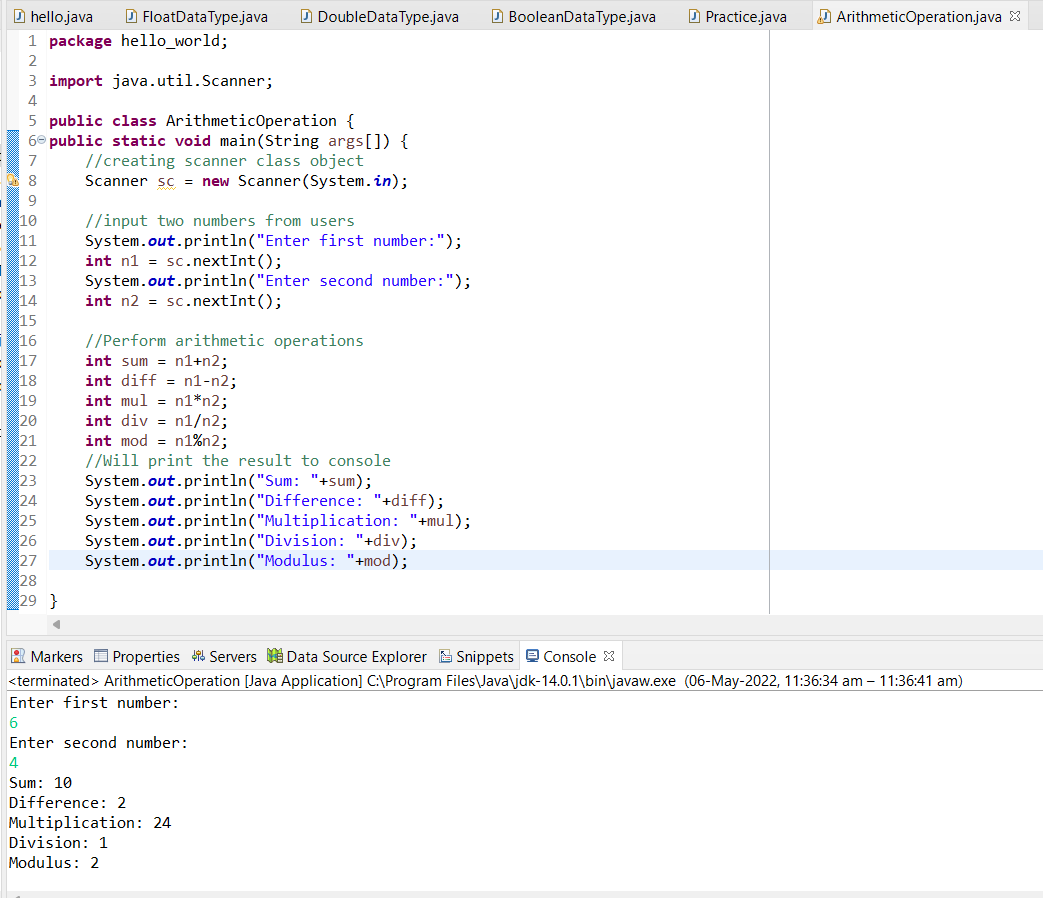 hello.java FloatDataType.java DoubleDataType.java BooleanDataType.java Practice.java ArithmeticOperation.java
1 package hello_world;
2
3 import java.util.Scanner;
4
5 public class ArithmeticOperation {
6 public static void main(String args[]) {
7 //creating scanner class object
8 Scanner sc = new Scanner(System.in);
9
10 //input two numbers from users
11 System.out.println("Enter first number:");
12 int n1 = sc.nextInt();
13 System.out.println("Enter second number:");
14 int n2 = sc.nextInt();
15
16 //Perform arithmetic operations
17 int sum = n1+n2;
18 int diff = n1-n2;
19 int mul = n1*n2;
20 int div = n1/n2;
21 int mod = n1%n2;
22 //Will print the result to console
23 System.out.println("Sum: "+sum);
24 System.out.println("Difference: "+diff);
25 System.out.println("Multiplication: "+mul);
26 System.out.println("Division: "+div);
27 System.out.println("Modulus: "+mod);
28
29 }
Markers Properties Servers Data Source Explorer Snippets Console
<terminated> ArithmeticOperation [Java Application] C:\Program Files\Java\jdk-14.0.1\bin\javaw.exe (06-May-2022, 11:36:34 am – 11:36:41 am)
Enter first number:
6
Enter second number:
4
Sum: 10
Difference: 2
Multiplication: 24
Division: 1
Modulus: 2